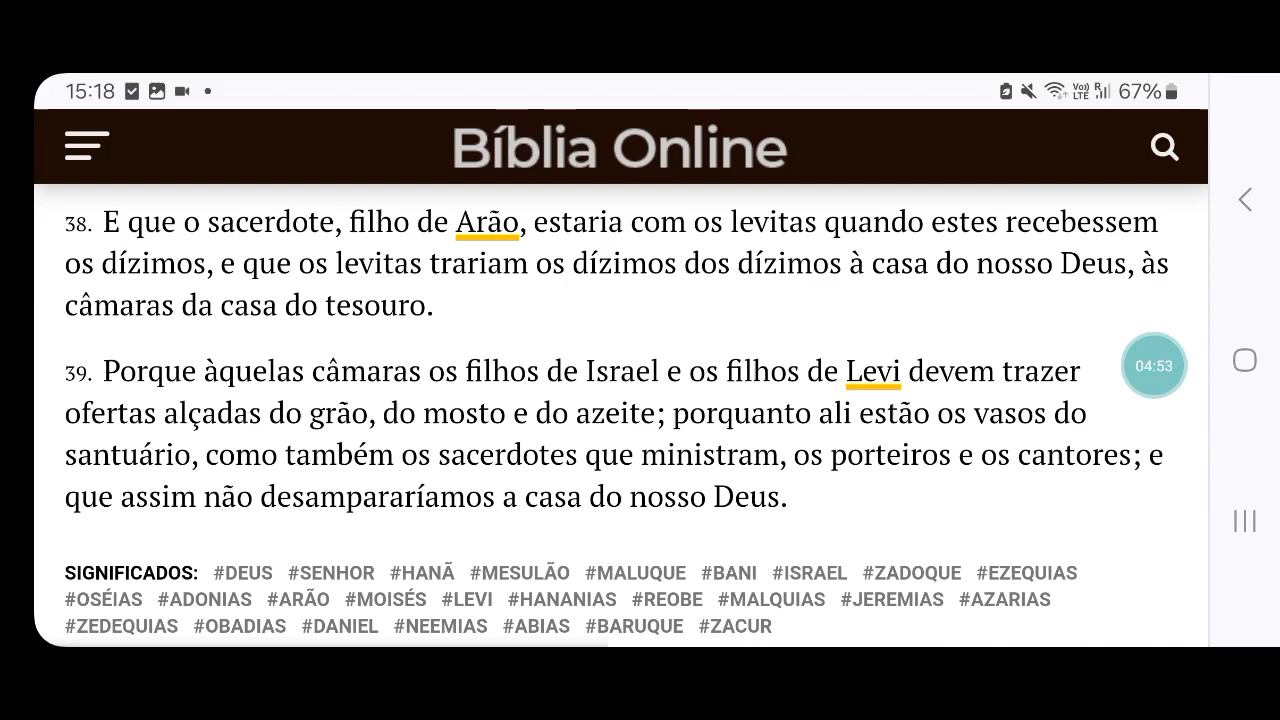 15:18
Vo)) LTE R 67%
Bíblia Online
38. E que o sacerdote, filho de Arão, estaria com os levitas quando estes recebessem
os dízimos, e que os levitas trariam os dízimos dos dízimos à casa do nosso Deus, às
câmaras da casa do tesouro.
39. Porque àquelas câmaras os filhos de Israel e os filhos de Levi devem trazer
04:53
ofertas alçadas do grão, do mosto e do azeite; porquanto ali estão os vasos do
santuário, como também os sacerdotes que ministram, os porteiros e os cantores; e
que assim não desampararíamos a casa do nosso Deus.
SIGNIFICADOS: #DEUS #SENHOR #HANÃ #MESULÃO #MALUQUE #BANI #ISRAEL #ZADOQUE #EZEQUIAS
#OSÉIAS #ADONIAS #ARÃO #MOISÉS #LEVI #HANANIAS #REOBE #MALQUIAS #JEREMIAS #AZARIAS
#ZEDEQUIAS #OBADIAS #DANIEL #NEEMIAS #ABIAS #BARUQUE #ZACUR